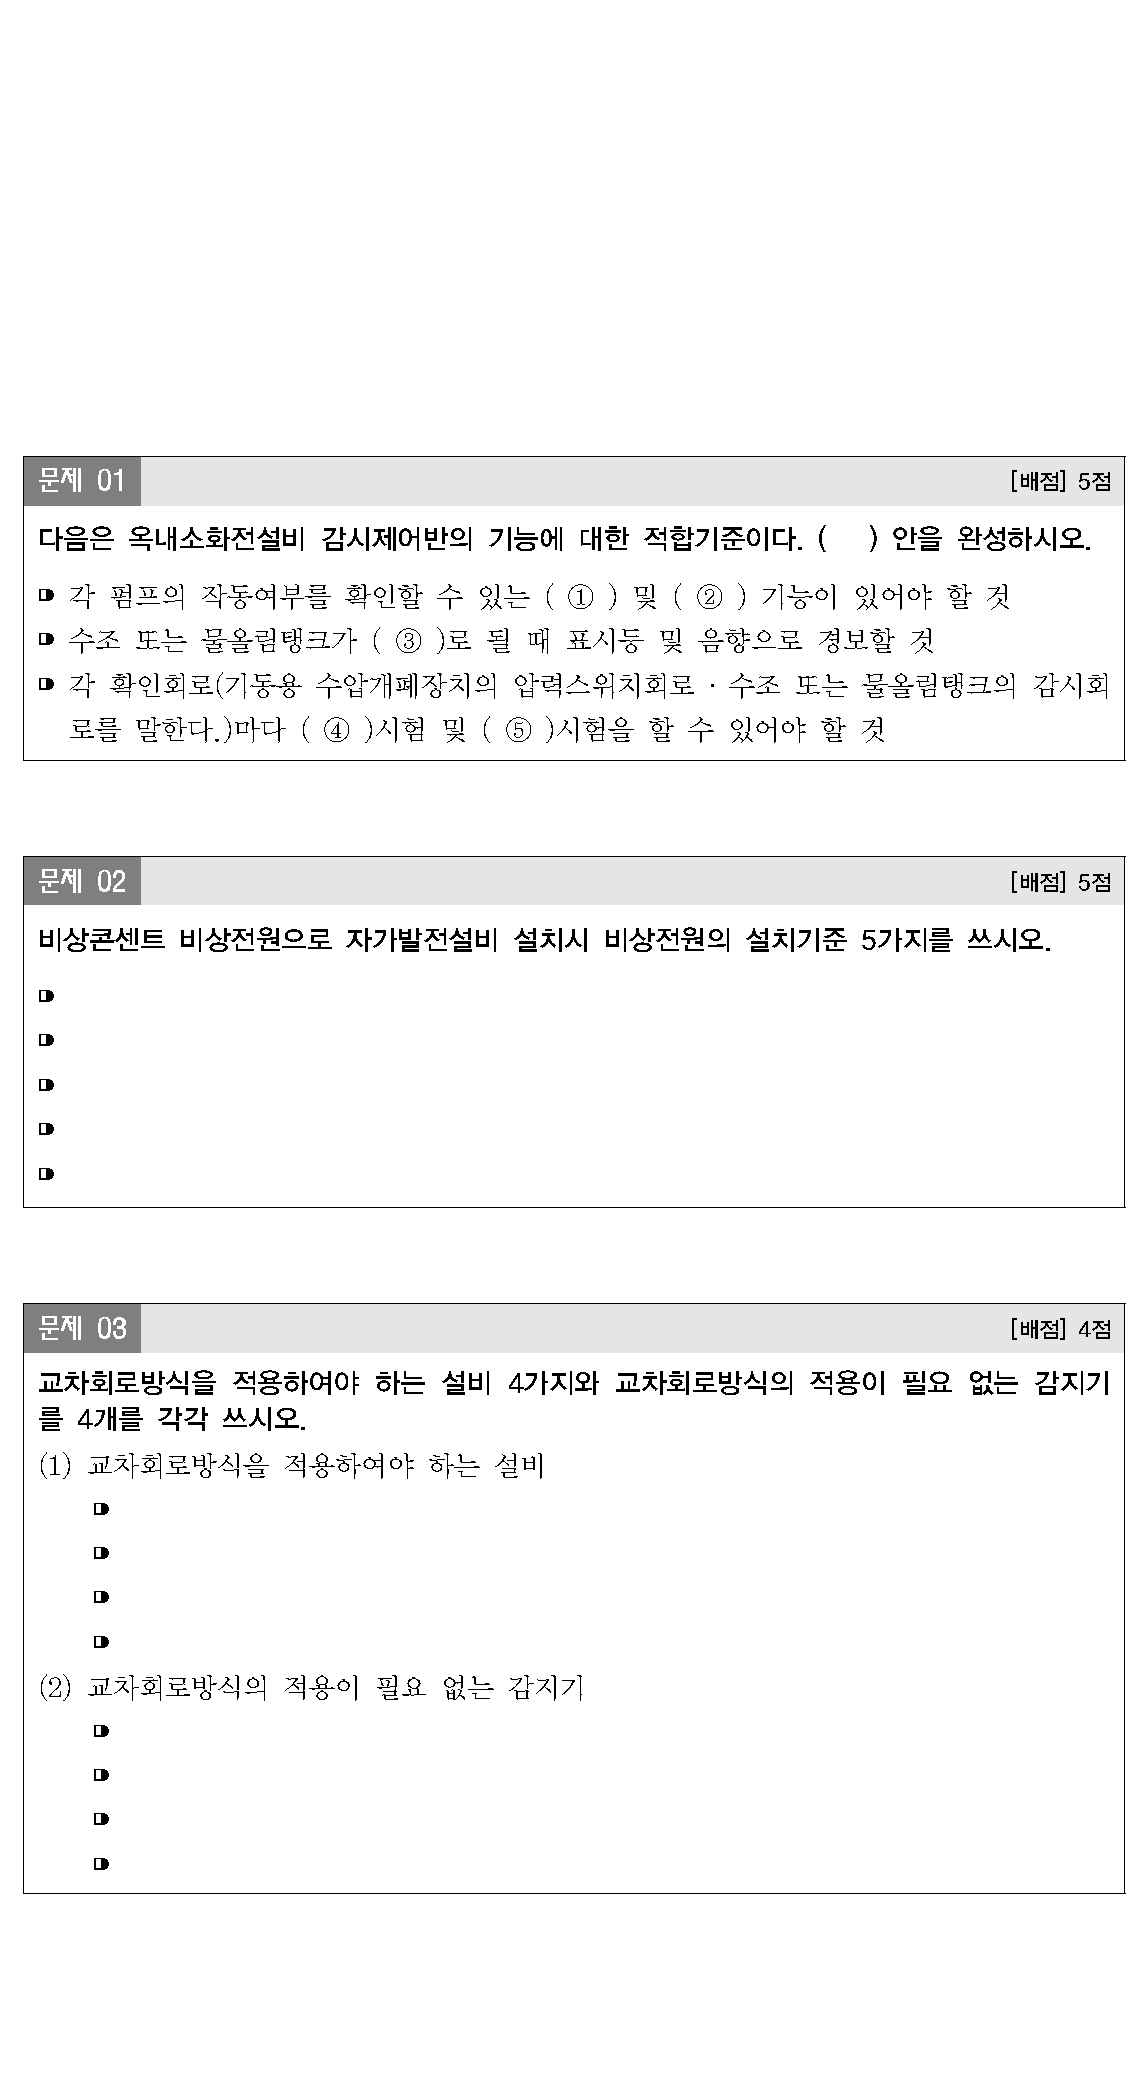 문제 01 [배점] 5점
다음은 옥내소화전설비 감시제어반의 기능에 대한 적합기준이다. (   ) 안을 완성하시오.
각 펌프의 작동여부를 확인할 수 있는 ( ① ) 및 ( ② ) 기능이 있어야 할 것
수조 또는 물올림탱크가 ( ③ )로 될 때 표시등 및 음향으로 경보할 것
각 확인회로(기동용 수압개폐장치의 압력스위치회로 · 수조 또는 물올림탱크의 감시회
로를 말한다.)마다 ( ④ )시험 및 ( ⑤ )시험을 할 수 있어야 할 것
문제 02 [배점] 5점
비상콘센트 비상전원으로 자가발전설비 설치시 비상전원의 설치기준 5가지를 쓰시오.
문제 03 [배점] 4점
교차회로방식을 적용하여야 하는 설비 4가지와 교차회로방식의 적용이 필요 없는 감지기
를 4개를 각각 쓰시오.
(1) 교차회로방식을 적용하여야 하는 설비
(2) 교차회로방식의 적용이 필요 없는 감지기